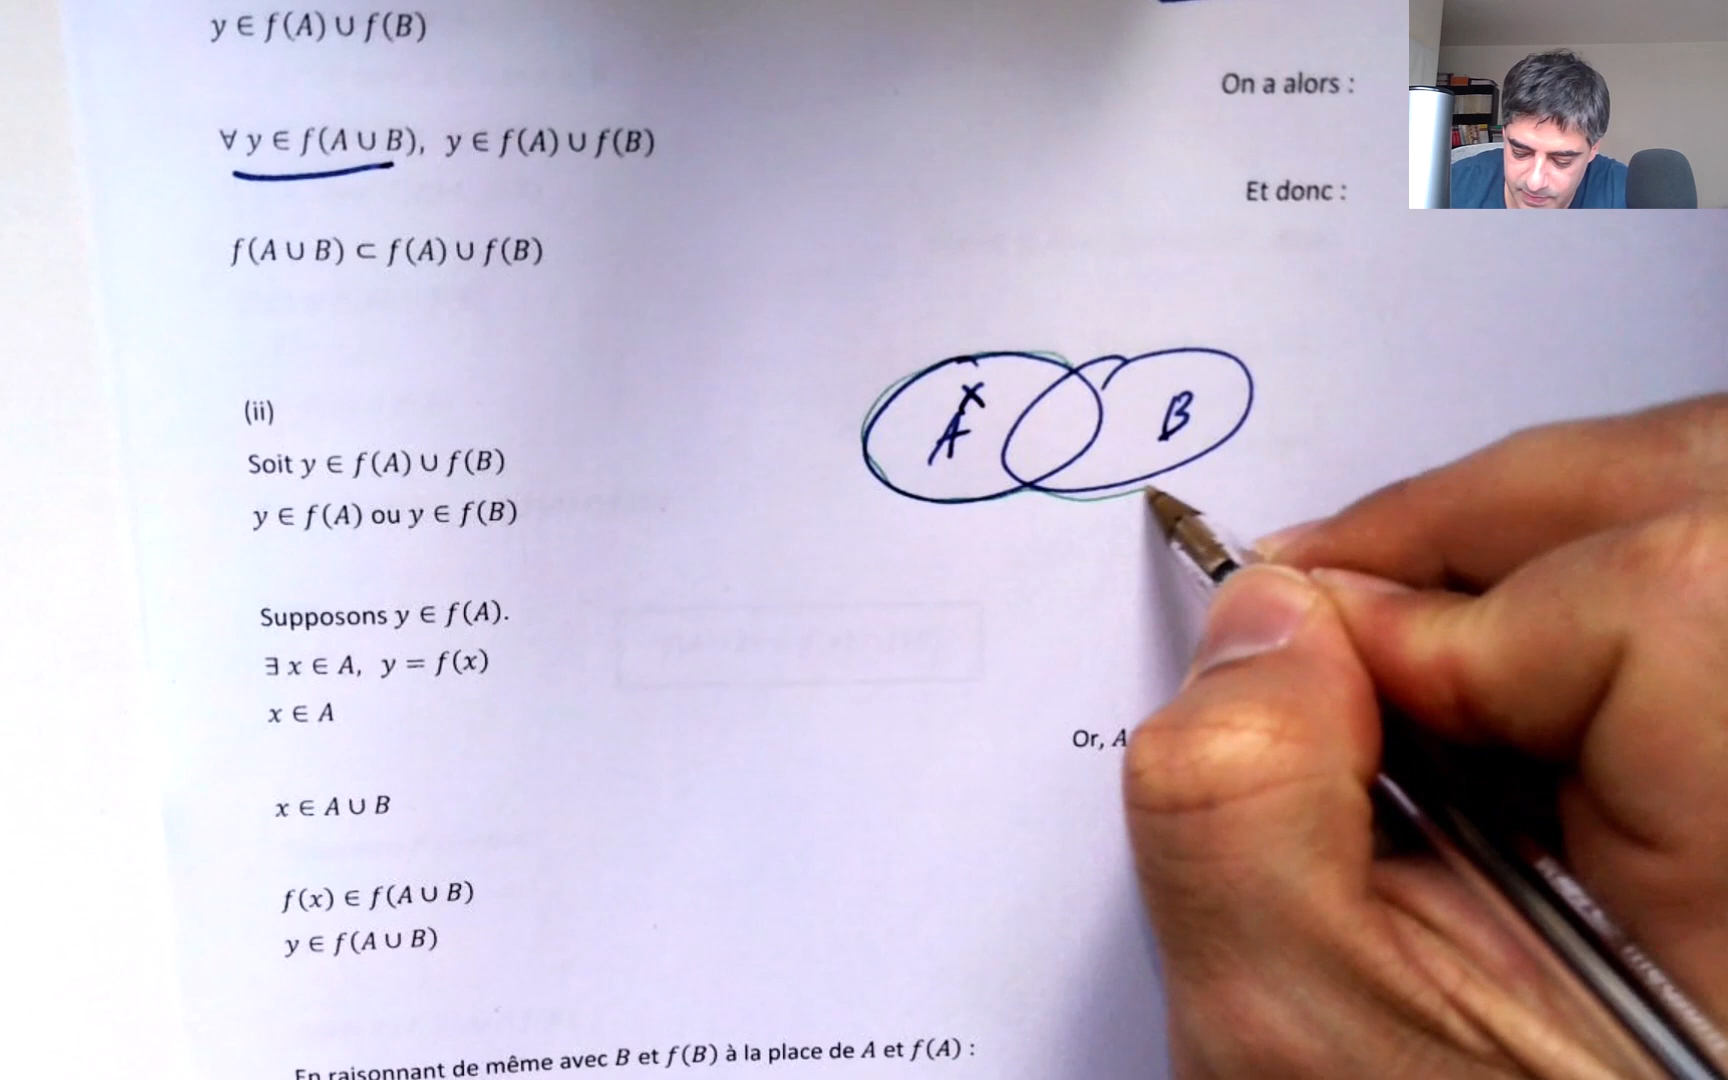 y ∈ f(A) ∪ f(B)
On a alors :
∀ y ∈ f(A ∪ B), y ∈ f(A) ∪ f(B)
Et donc :
f(A ∪ B) ⊂ f(A) ∪ f(B)
x
A
B
(ii)
Soit y ∈ f(A) ∪ f(B)
y ∈ f(A) ou y ∈ f(B)
Supposons y ∈ f(A).
∃ x ∈ A, y = f(x)
x ∈ A
Or, A
x ∈ A ∪ B
f(x) ∈ f(A ∪ B)
y ∈ f(A ∪ B)
En raisonnant de même avec B et f(B) à la place de A et f(A) :